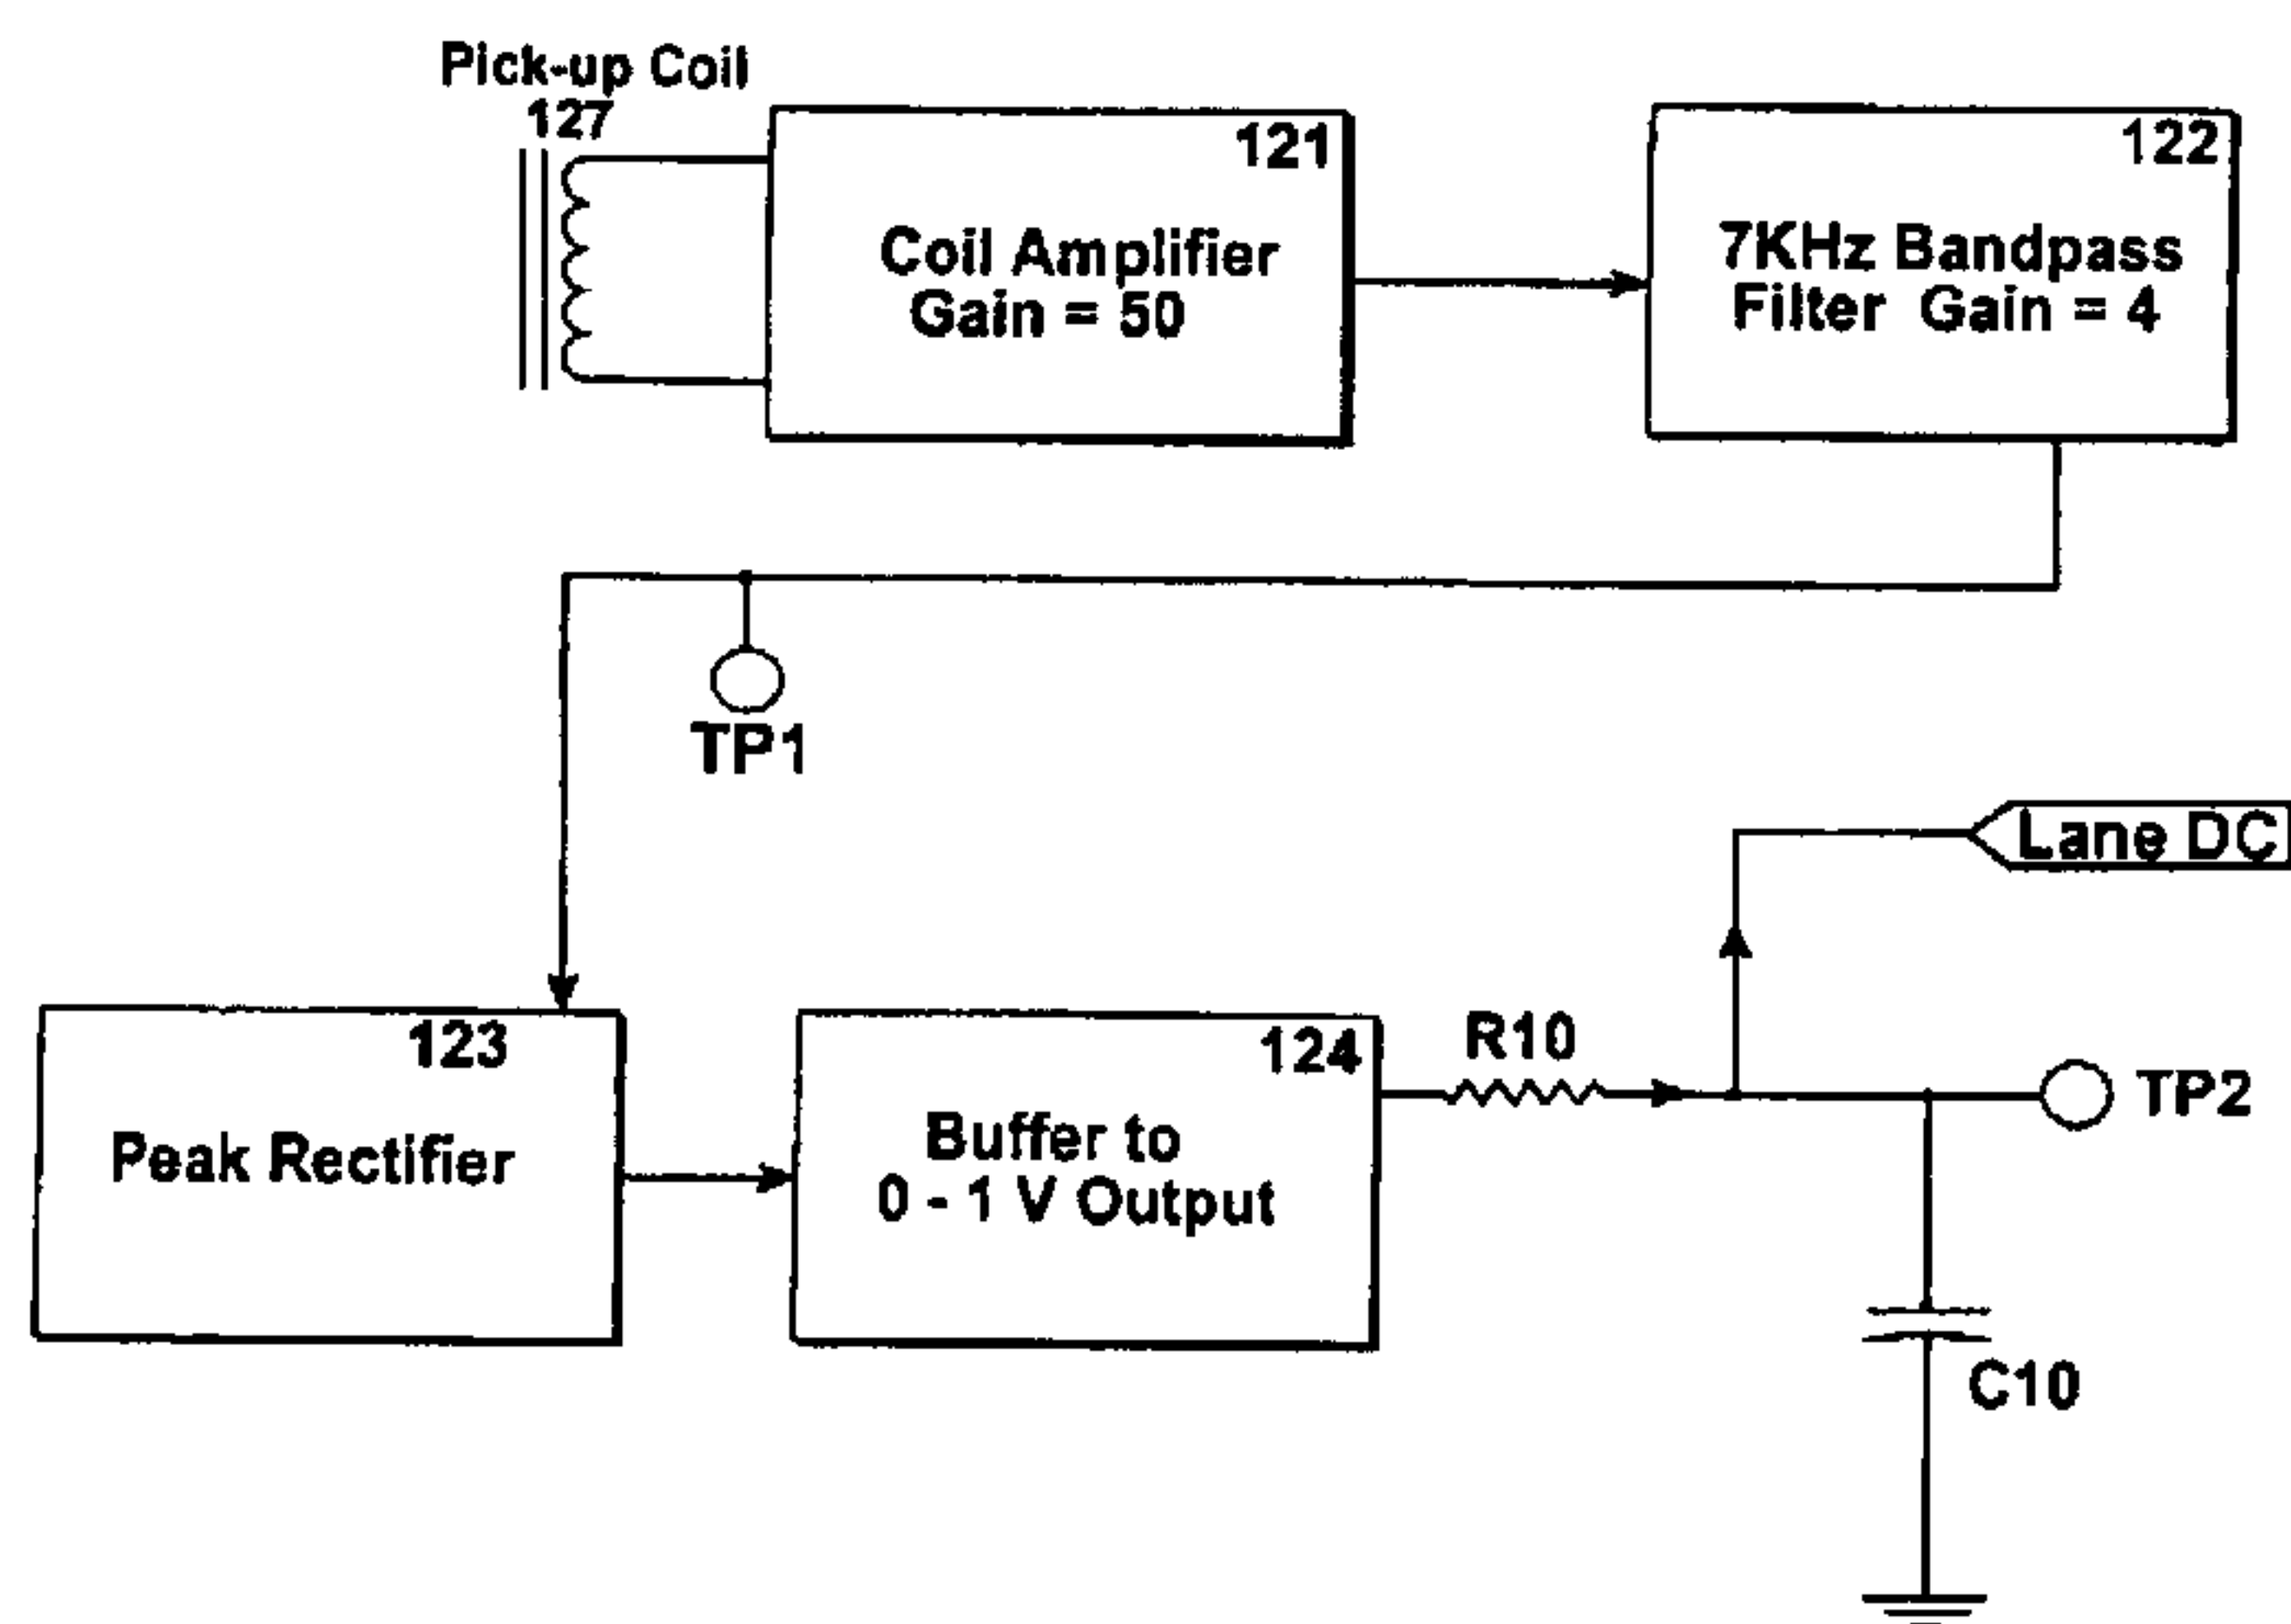 Pick-up Coil
127
121
Coil Amplifier
Gain = 50
122
7KHz Bandpass
Filter Gain = 4
TP1
Lane DC
123
Peak Rectifier
124
Buffer to
0 - 1 V Output
R10
TP2
C10